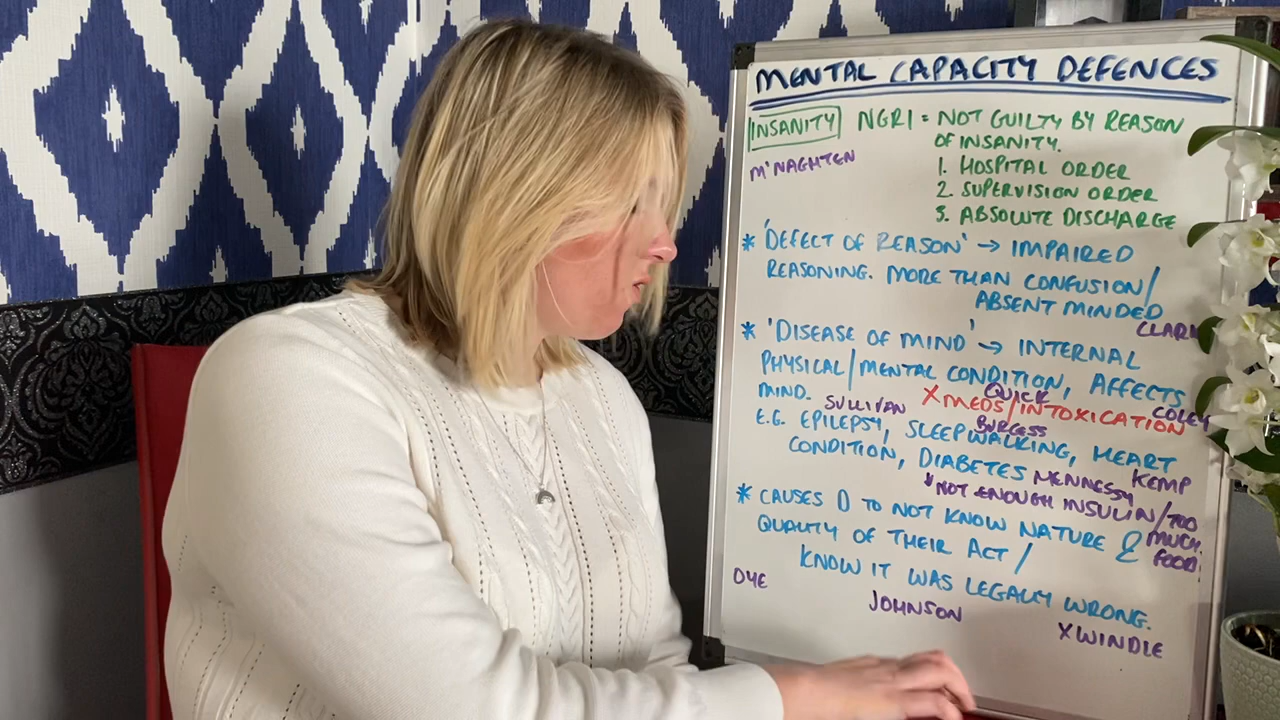 MENTAL CAPACITY DEFENCES
INSANITY NGRI = NOT GUILTY BY REASON
OF INSANITY.
M'NAGHTEN
1. HOSPITAL ORDER
2. SUPERVISION ORDER
3. ABSOLUTE DISCHARGE
* 'DEFECT OF REASON' → IMPAIRED
REASONING. MORE THAN CONFUSION/
ABSENT MINDED
CLARK
* 'DISEASE OF MIND' → INTERNAL
PHYSICAL/MENTAL CONDITION, AFFECTS
MIND. SULLIVAN X MEDS/INTOXICATION
QUICK COLEY
BURGESS
E.G. EPILEPSY, SLEEPWALKING, HEART
CONDITION, DIABETES HENNESSY KEMP
NOT ENOUGH INSULIN/TOO
MUCH
FOOD
* CAUSES D TO NOT KNOW NATURE &
QUALITY OF THEIR ACT /
KNOW IT WAS LEGALLY WRONG.
OYE
JOHNSON
X WINDLE